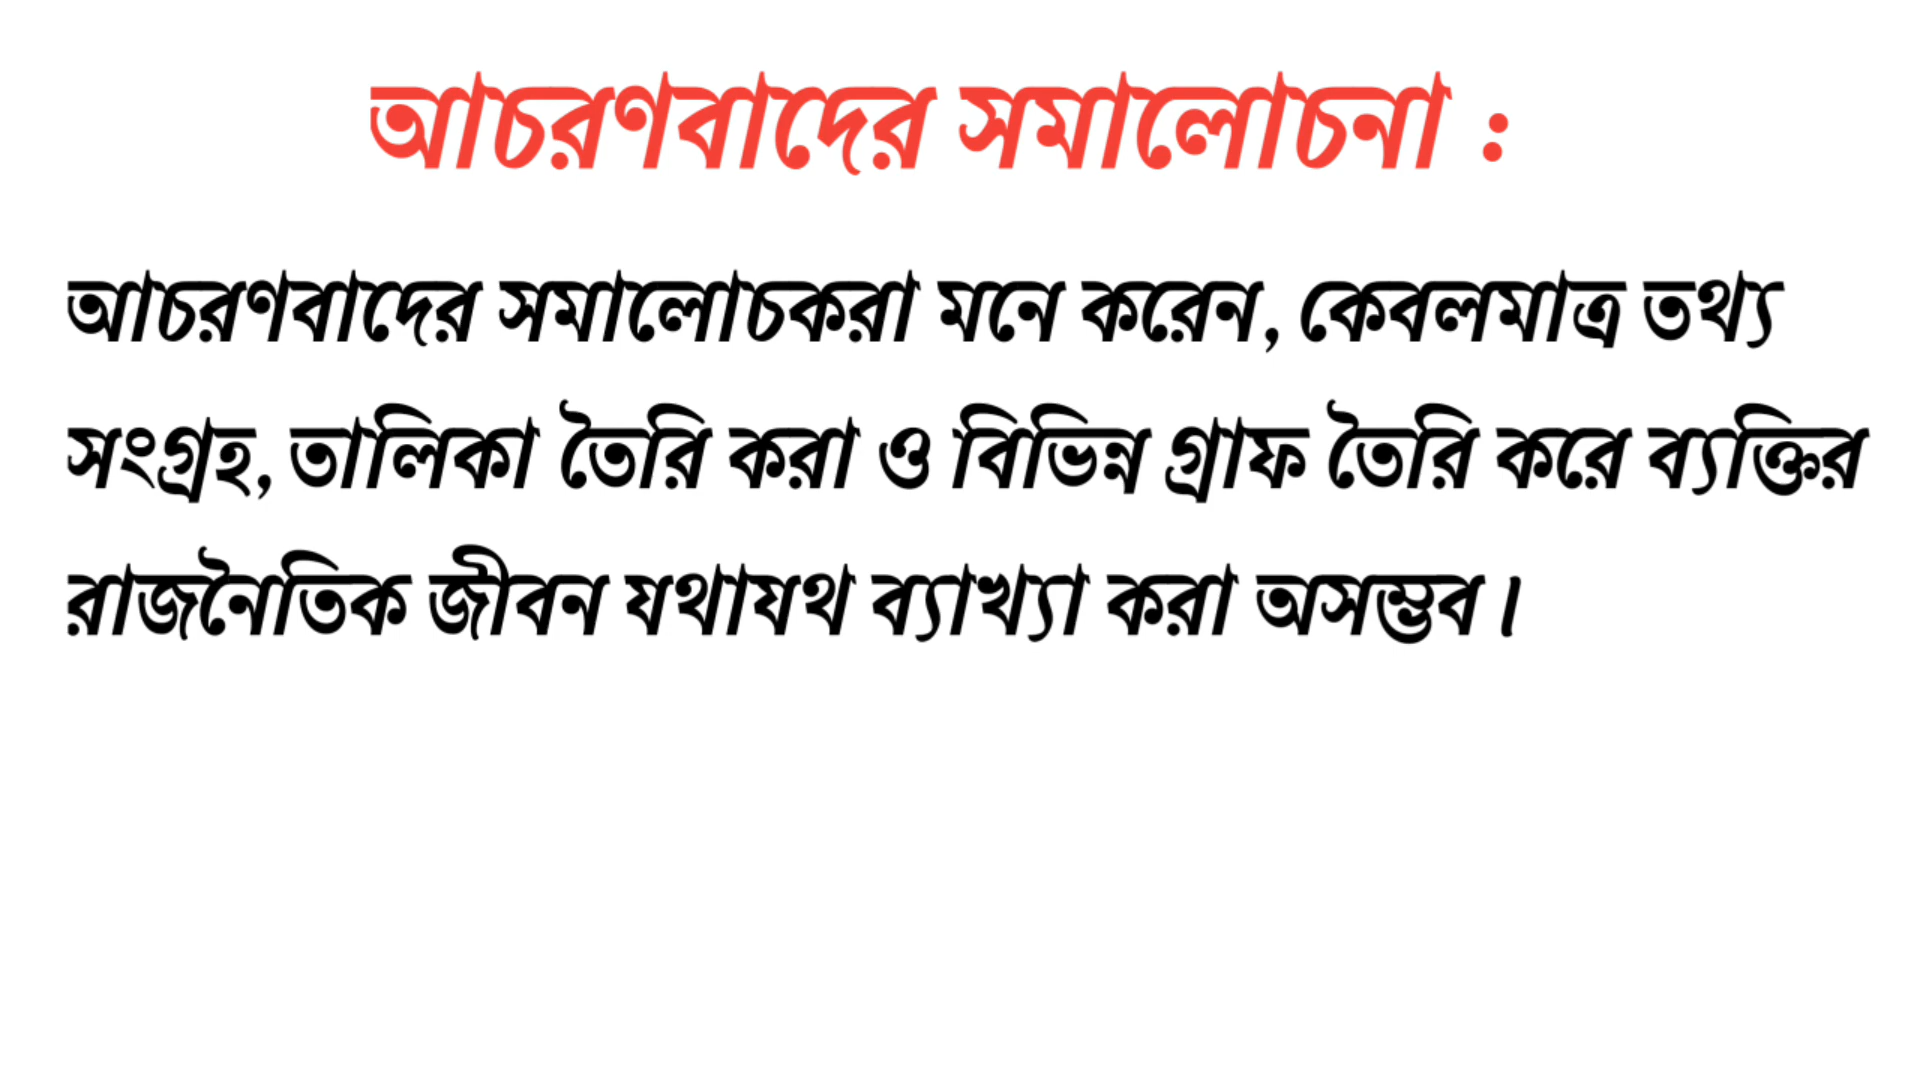 আচরণবাদের সমালোচনা :
আচরণবাদের সমালোচকরা মনে করেন, কেবলমাত্র তথ্য
সংগ্রহ, তালিকা তৈরি করা ও বিভিন্ন গ্রাফ তৈরি করে ব্যক্তির
রাজনৈতিক জীবন যথাযথ ব্যাখ্যা করা অসম্ভব।